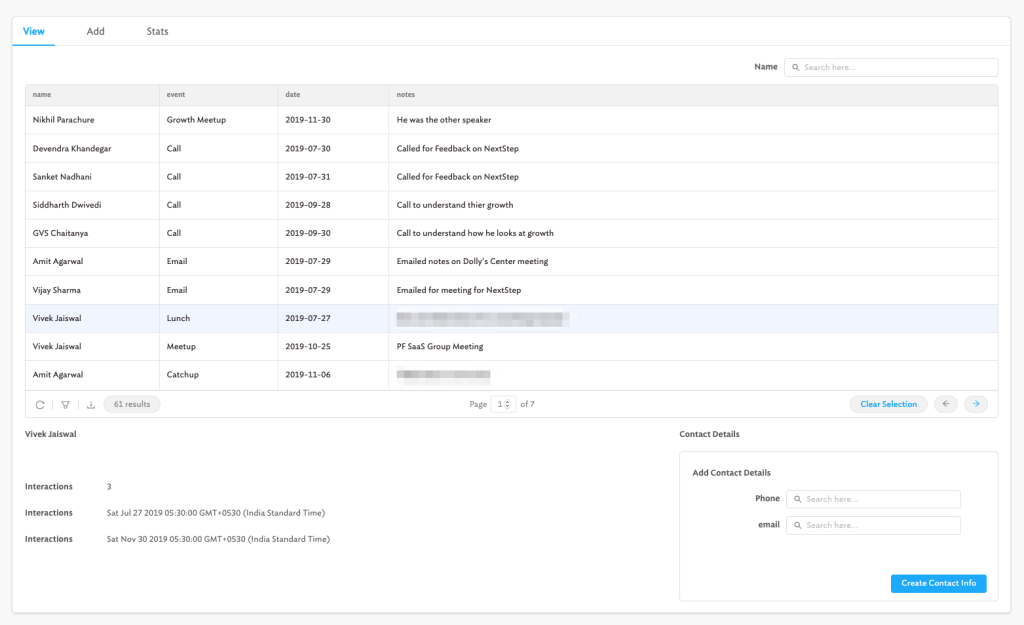 View Add Stats
Name Search here...
name event date notes
Nikhil Parachure Growth Meetup 2019-11-30 He was the other speaker
Devendra Khandegar Call 2019-07-30 Called for Feedback on NextStep
Sanket Nadhani Call 2019-07-31 Called for Feedback on NextStep
Siddharth Dwivedi Call 2019-09-28 Call to understand thier growth
GVS Chaitanya Call 2019-09-30 Call to understand how he looks at growth
Amit Agarwal Email 2019-07-29 Emailed notes on Dolly's Center meeting
Vijay Sharma Email 2019-07-29 Emailed for meeting for NextStep
Vivek Jaiswal Lunch 2019-07-27
Vivek Jaiswal Meetup 2019-10-25 PF SaaS Group Meeting
Amit Agarwal Catchup 2019-11-06
61 results Page 1 of 7 Clear Selection
Vivek Jaiswal Contact Details
Add Contact Details
Interactions 3
Phone Search here...
Interactions Sat Jul 27 2019 05:30:00 GMT+0530 (India Standard Time)
email Search here...
Interactions Sat Nov 30 2019 05:30:00 GMT+0530 (India Standard Time)
Create Contact Info